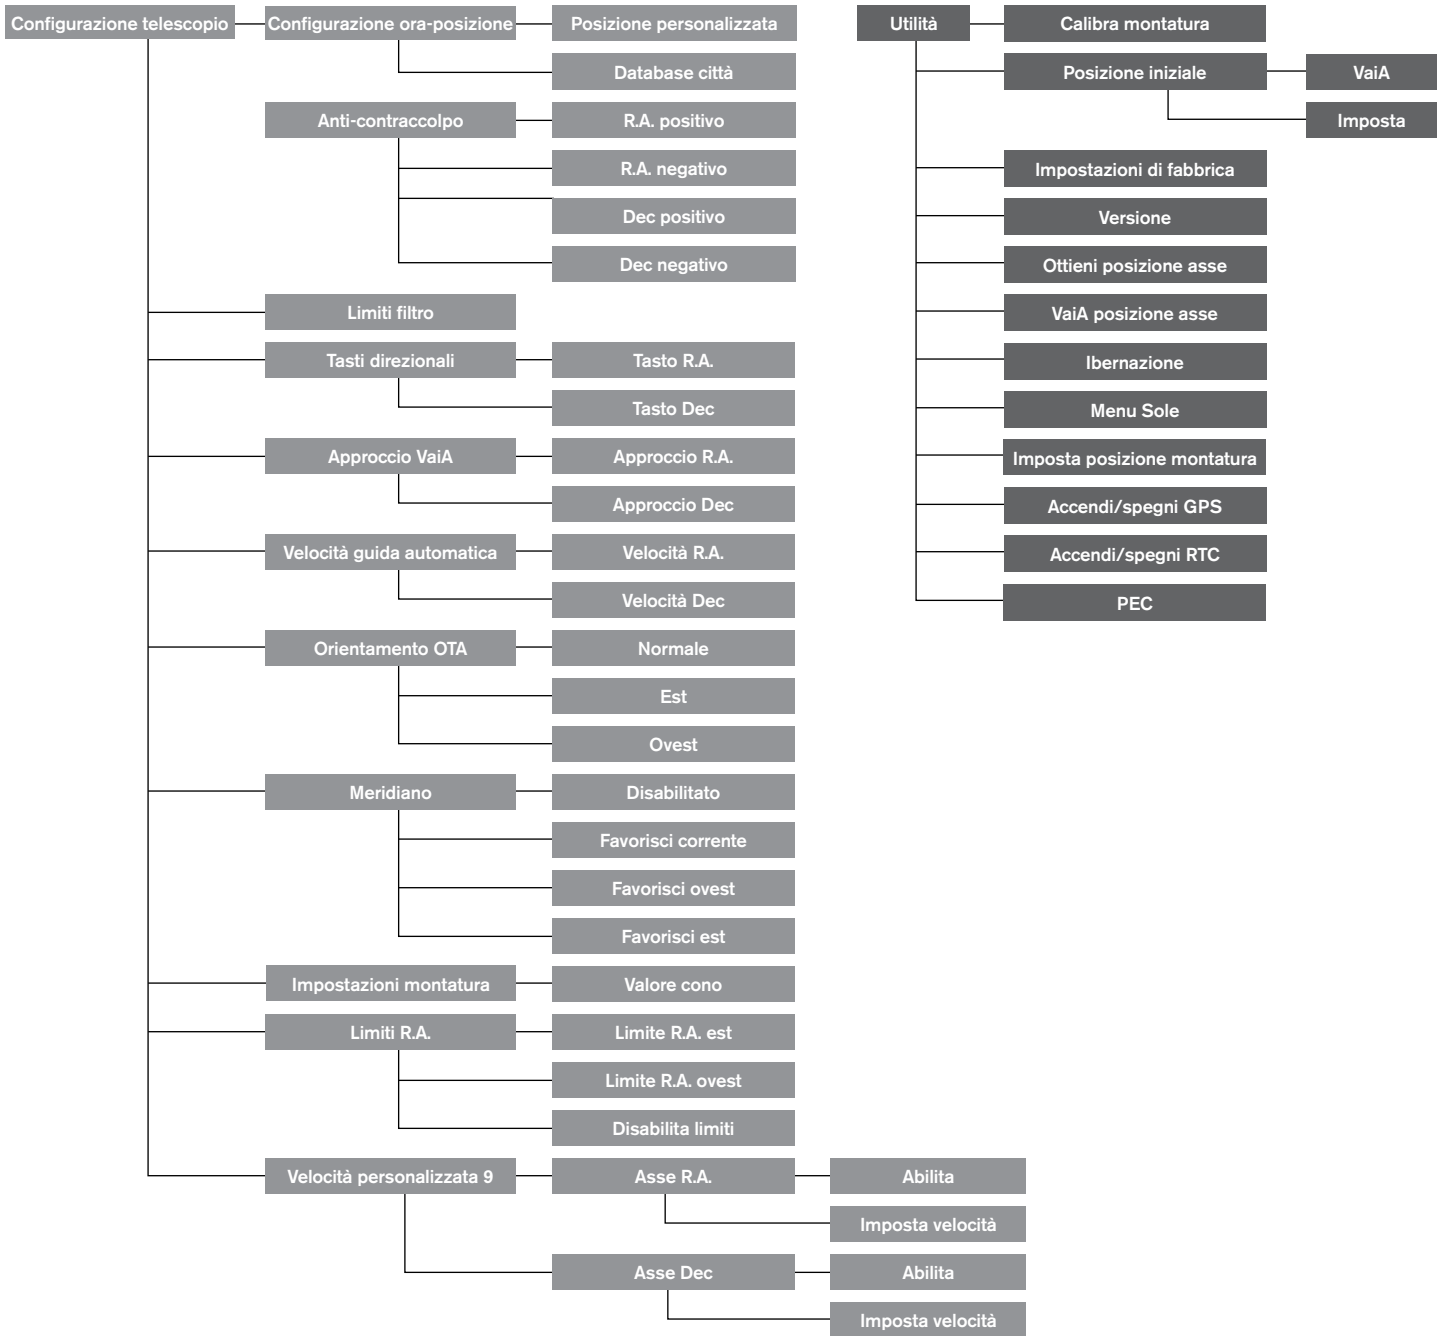 Configurazione telescopio
Configurazione ora-posizione
Posizione personalizzata
Database città
Anti-contraccolpo
R.A. positivo
R.A. negativo
Dec positivo
Dec negativo
Limiti filtro
Tasti direzionali
Tasto R.A.
Tasto Dec
Approccio VaiA
Approccio R.A.
Approccio Dec
Velocità guida automatica
Velocità R.A.
Velocità Dec
Orientamento OTA
Normale
Est
Ovest
Meridiano
Disabilitato
Favorisci corrente
Favorisci ovest
Favorisci est
Impostazioni montatura
Valore cono
Limiti R.A.
Limite R.A. est
Limite R.A. ovest
Disabilita limiti
Velocità personalizzata 9
Asse R.A.
Abilita
Imposta velocità
Asse Dec
Abilita
Imposta velocità
Utilità
Calibra montatura
Posizione iniziale
VaiA
Imposta
Impostazioni di fabbrica
Versione
Ottieni posizione asse
VaiA posizione asse
Ibernazione
Menu Sole
Imposta posizione montatura
Accendi/spegni GPS
Accendi/spegni RTC
PEC